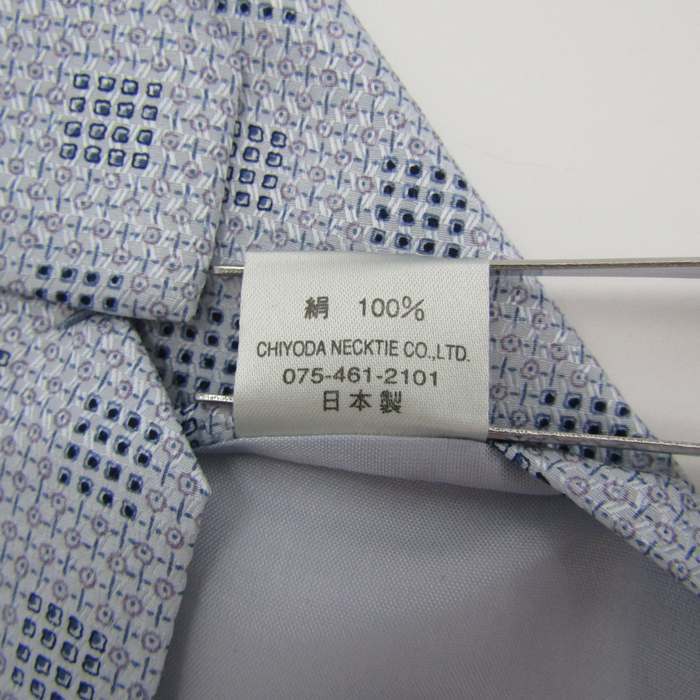 絹 100%
CHIYODA NECKTIE CO.,LTD.
075-461-2101
日本製